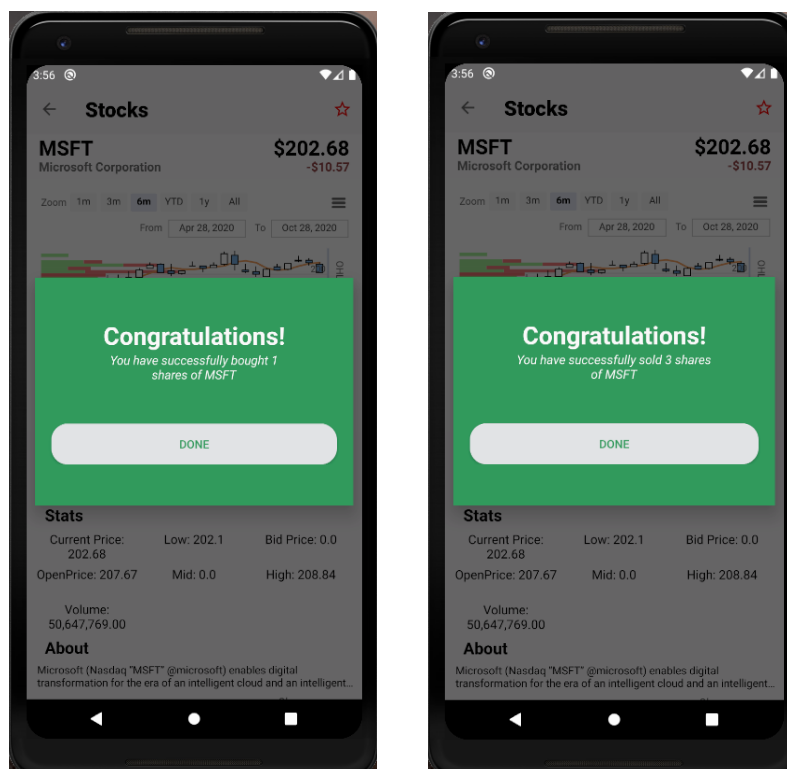 3:56
Stocks
MSFT $202.68
Microsoft Corporation -$10.57
Zoom 1m 3m 6m YTD 1y All
From Apr 28, 2020 To Oct 28, 2020
Congratulations!
You have successfully bought 1
shares of MSFT
DONE
Stats
Current Price: Low: 202.1 Bid Price: 0.0
202.68
OpenPrice: 207.67 Mid: 0.0 High: 208.84
Volume:
50,647,769.00
About
Microsoft (Nasdaq "MSFT" @microsoft) enables digital
transformation for the era of an intelligent cloud and an intelligent...
3:56
Stocks
MSFT $202.68
Microsoft Corporation -$10.57
Zoom 1m 3m 6m YTD 1y All
From Apr 28, 2020 To Oct 28, 2020
Congratulations!
You have successfully sold 3 shares
of MSFT
DONE
Stats
Current Price: Low: 202.1 Bid Price: 0.0
202.68
OpenPrice: 207.67 Mid: 0.0 High: 208.84
Volume:
50,647,769.00
About
Microsoft (Nasdaq "MSFT" @microsoft) enables digital
transformation for the era of an intelligent cloud and an intelligent...